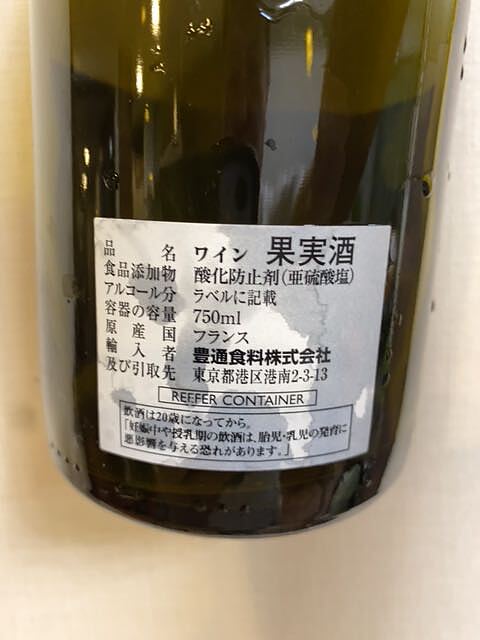 品名 ワイン 果実酒
食品添加物 酸化防止剤(亜硫酸塩)
アルコール分 ラベルに記載
容器の容量 750ml
原産国 フランス
輸入者 豊通食料株式会社
及び引取先 東京都港区港南2-3-13
REEFER CONTAINER
飲酒は20歳になってから。
「妊娠中や授乳期の飲酒は、胎児・乳児の発育に
悪影響を与える恐れがあります。」